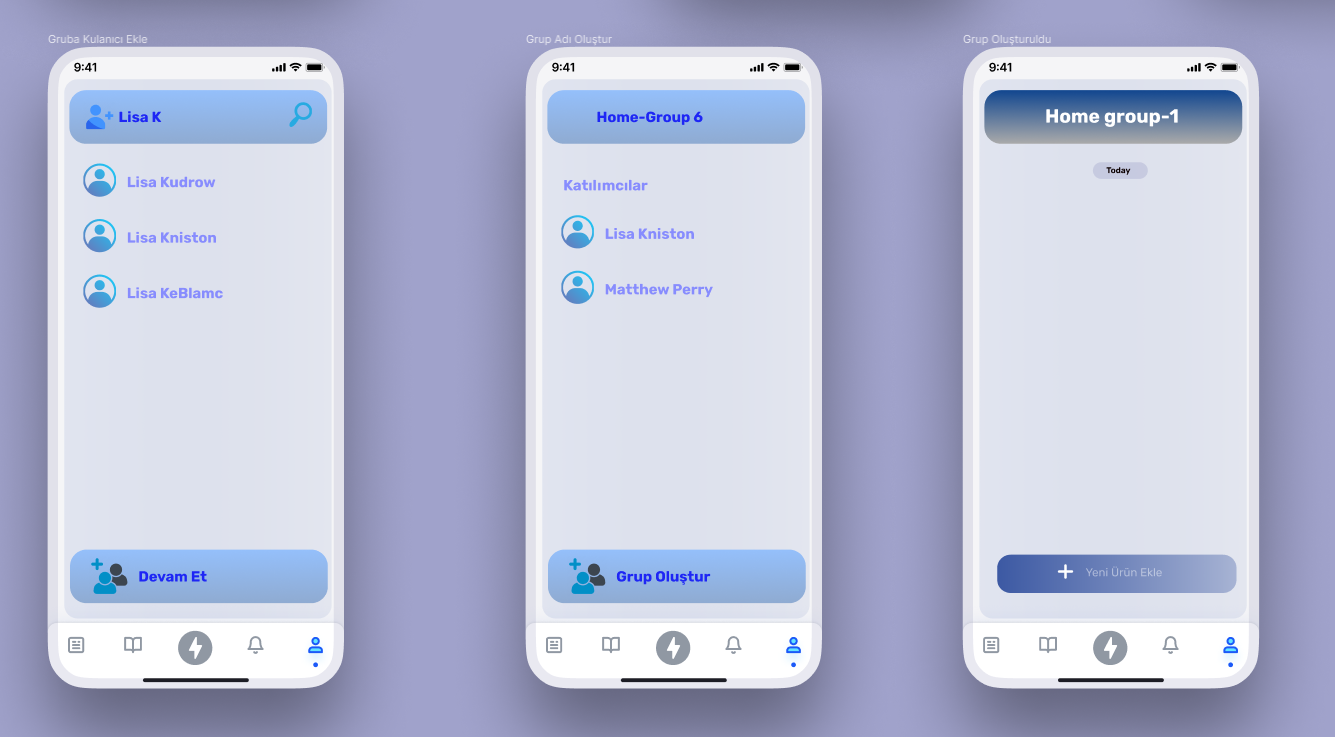 Gruba Kulanıcı Ekle
9:41
Lisa K
Lisa Kudrow
Lisa Kniston
Lisa KeBlamc
Devam Et
Grup Adı Oluştur
9:41
Home-Group 6
Katılımcılar
Lisa Kniston
Matthew Perry
Grup Oluştur
Grup Oluşturuldu
9:41
Home group-1
Today
Yeni Ürün Ekle